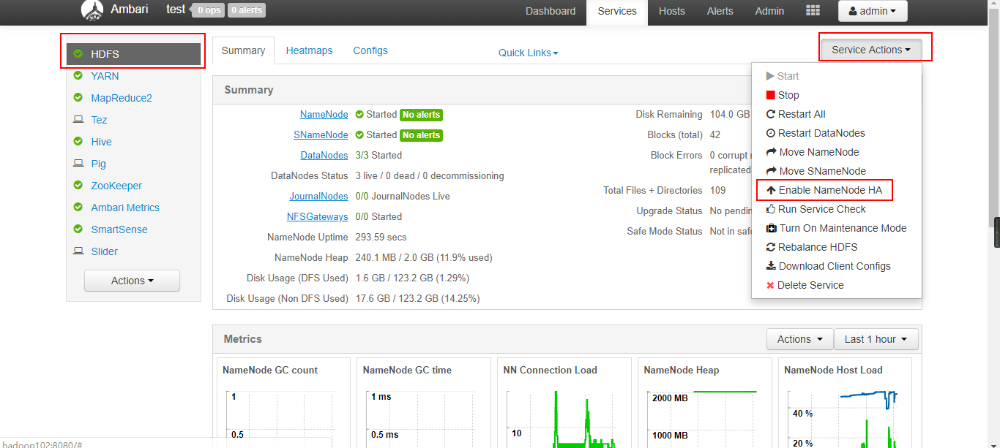 Ambari test 0 ops 0 alerts Dashboard Services Hosts Alerts Admin admin
HDFS
YARN
MapReduce2
Tez
Hive
Pig
ZooKeeper
Ambari Metrics
SmartSense
Slider
Actions
Summary Heatmaps Configs Quick Links Service Actions
Start
Stop
Restart All
Restart DataNodes
Move NameNode
Move SNameNode
Enable NameNode HA
Run Service Check
Turn On Maintenance Mode
Rebalance HDFS
Download Client Configs
Delete Service
Summary
NameNode Started No alerts
SNameNode Started No alerts
DataNodes 3/3 Started
DataNodes Status 3 live / 0 dead / 0 decommissioning
JournalNodes 0/0 JournalNodes Live
NFSGateways 0/0 Started
NameNode Uptime 293.59 secs
NameNode Heap 240.1 MB / 2.0 GB (11.9% used)
Disk Usage (DFS Used) 1.6 GB / 123.2 GB (1.29%)
Disk Usage (Non DFS Used) 17.6 GB / 123.2 GB (14.25%)
Disk Remaining 104.0 GB
Blocks (total) 42
Block Errors 0 corrupt
replicated
Total Files + Directories 109
Upgrade Status No pendin
Safe Mode Status Not in safe
Metrics Actions Last 1 hour
NameNode GC count
1
0.5
NameNode GC time
1 ms
0.5 ms
NN Connection Load
10
NameNode Heap
2000 MB
1000 MB
NameNode Host Load
40 %
20 %
hadoop102:8080/#